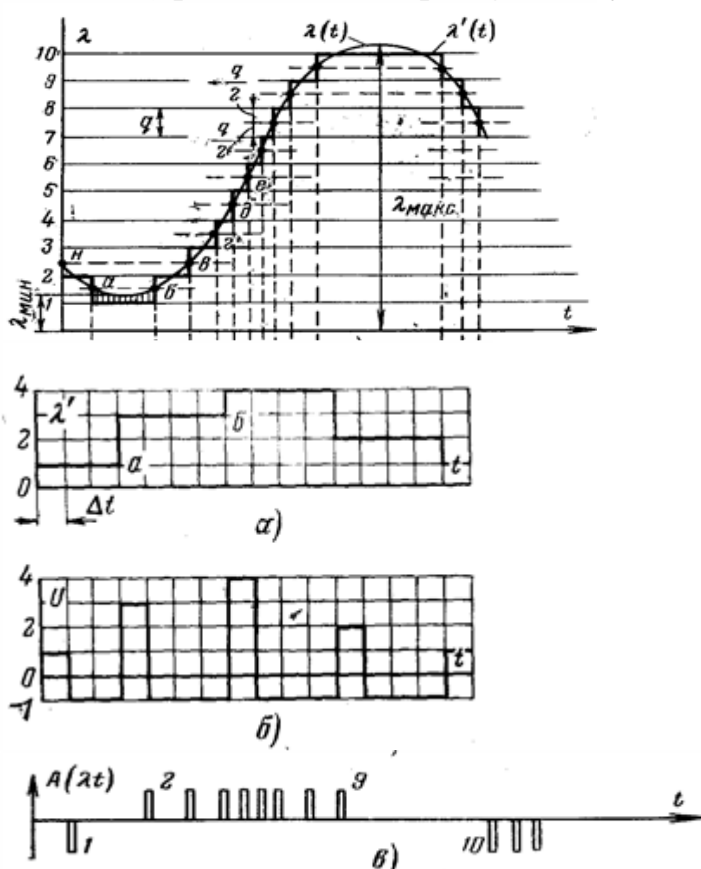 λ λ(t) λ'(t)
10
9
8
7
6
5
4
3
2
1
q
q/2
q/2
н
а
б
в
г
д
е
λмакс.
λмин
t
4
2
0
λ'
а
б
t
Δt
а)
4
2
0
-1
U
t
б)
A(λt)
1
2
9
10
t
в)